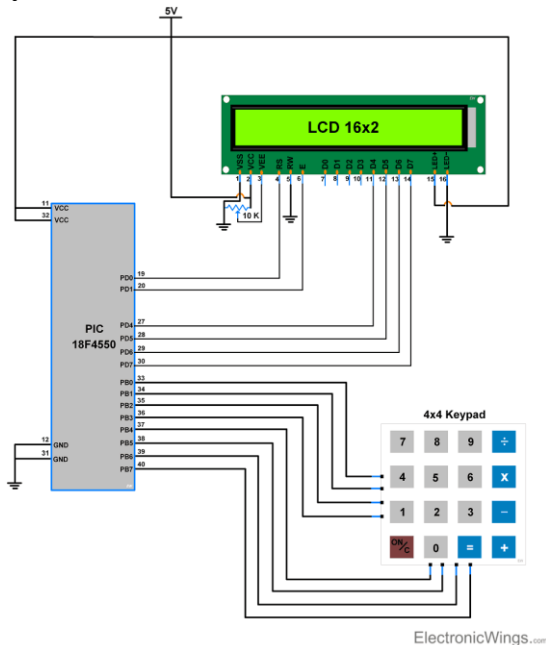 5V
LCD 16x2
VSS VCC VEE RS RW E D0 D1 D2 D3 D4 D5 D6 D7 LED+ LED-
1 2 3 4 5 6 7 8 9 10 11 12 13 14 15 16
10 K
11 VCC
32 VCC
PIC
18F4550
PD0 19
PD1 20
PD4 27
PD5 28
PD6 29
PD7 30
PB0 33
PB1 34
PB2 35
PB3 36
PB4 37
PB5 38
PB6 39
PB7 40
12 GND
31 GND
4x4 Keypad
7 8 9 ÷
4 5 6 X
1 2 3 −
ON/C 0 = +
ElectronicWings.com